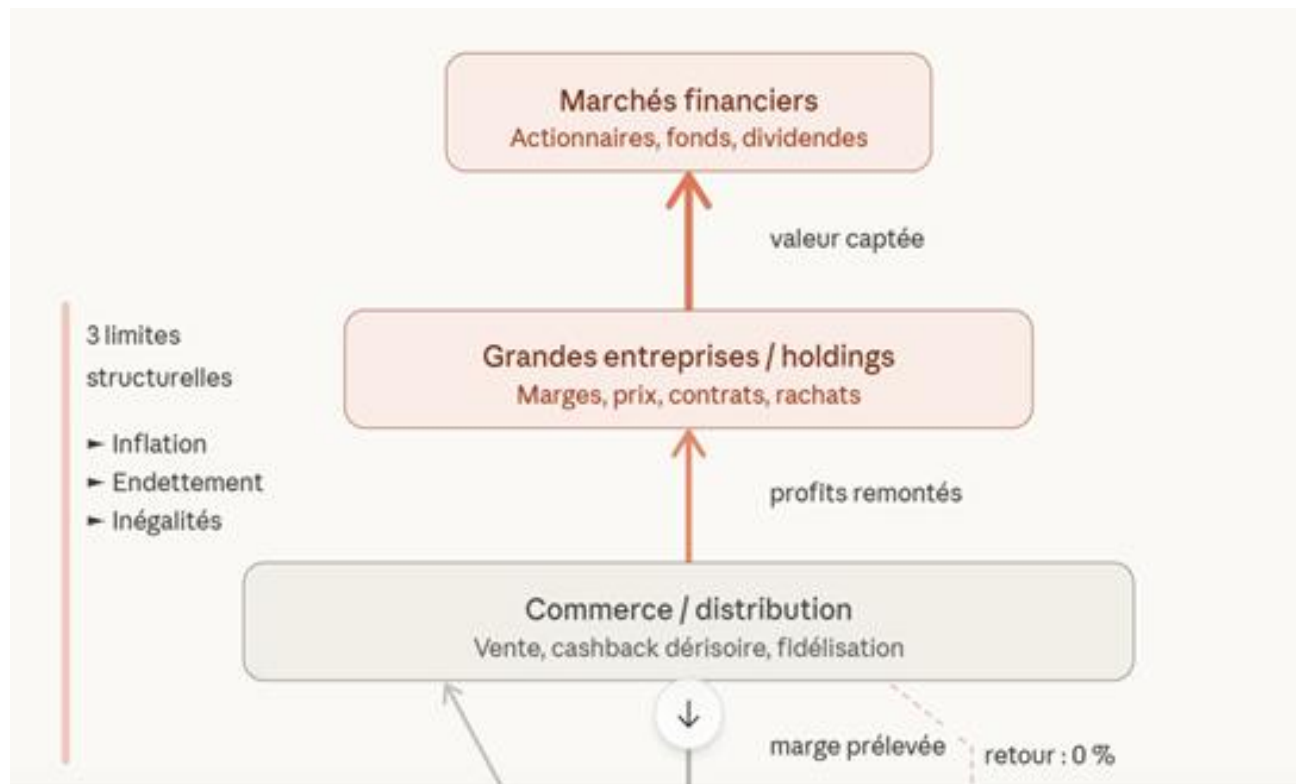 Marchés financiers
Actionnaires, fonds, dividendes
valeur captée
3 limites
structurelles
Grandes entreprises / holdings
Marges, prix, contrats, rachats
► Inflation
► Endettement
► Inégalités
profits remontés
Commerce / distribution
Vente, cashback dérisoire, fidélisation
marge prélevée
retour : 0 %